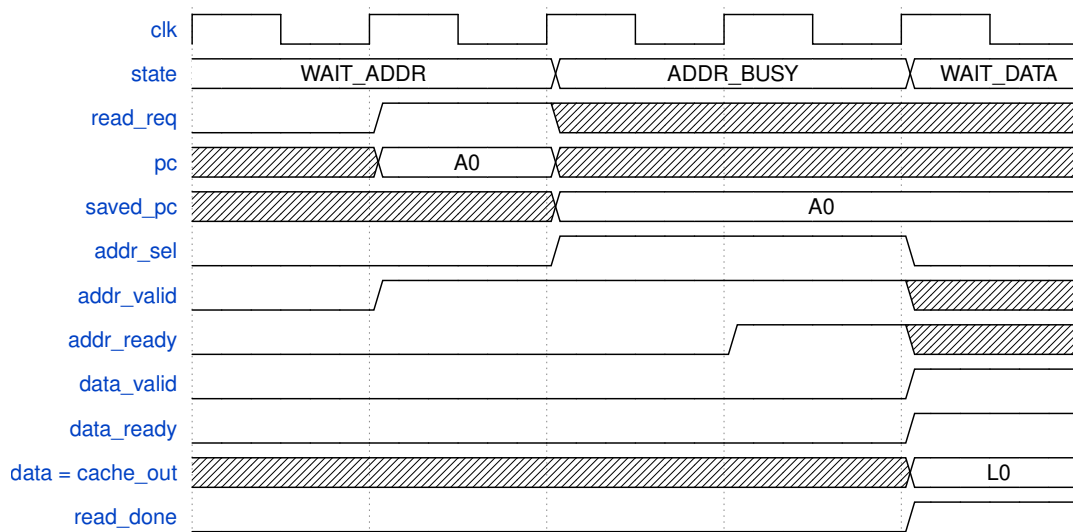 clk
state WAIT_ADDR ADDR_BUSY WAIT_DATA
read_req
pc A0
saved_pc A0
addr_sel
addr_valid
addr_ready
data_valid
data_ready
data = cache_out L0
read_done